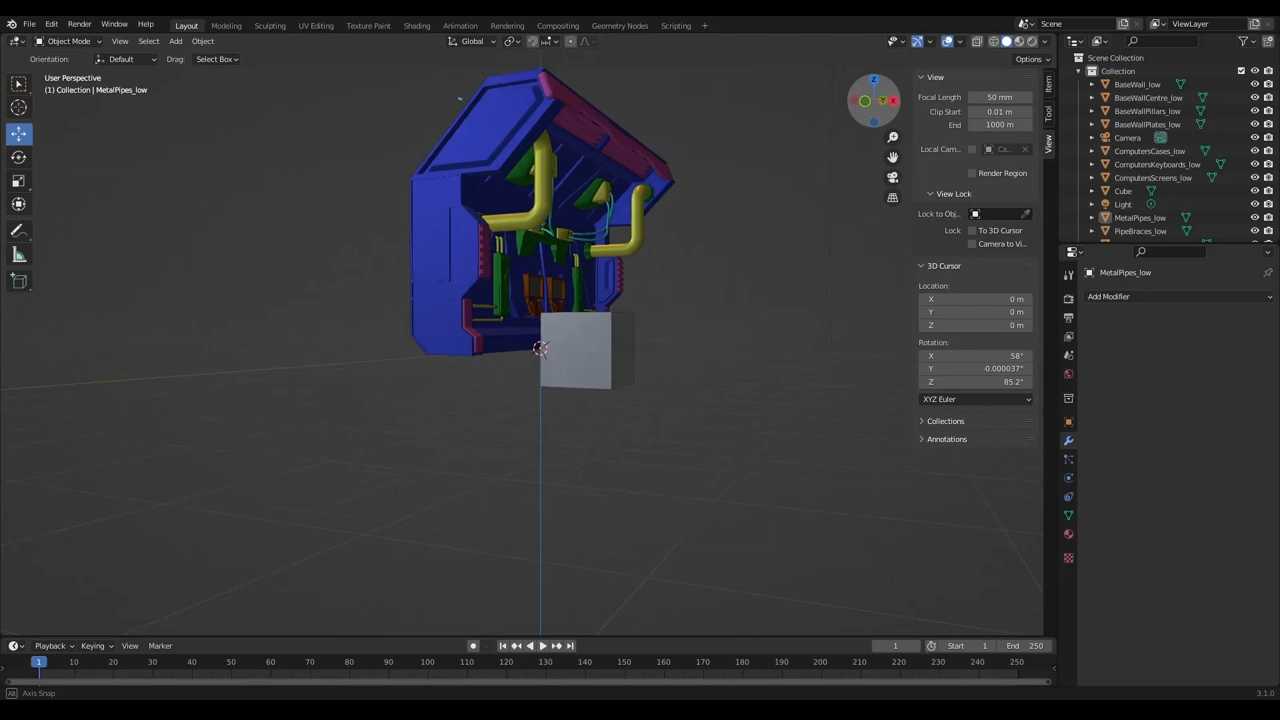 File Edit Render Window Help Layout Modeling Sculpting UV Editing Texture Paint Shading Animation Rendering Compositing Geometry Nodes Scripting + Scene ViewLayer
Object Mode View Select Add Object Global Options
Orientation: Default Drag: Select Box
User Perspective
(1) Collection | MetalPipes_low
Z
Y
X
View
Focal Length 50 mm
Clip Start 0.01 m
End 1000 m
Local Cam... Ca...
Render Region
View Lock
Lock to Obj...
Lock To 3D Cursor
Camera to Vi...
3D Cursor
Location:
X 0 m
Y 0 m
Z 0 m
Rotation:
X 58°
Y -0.000037°
Z 85.2°
XYZ Euler
Collections
Annotations
Item
Tool
View
Scene Collection
Collection
BaseWall_low
BaseWallCentre_low
BaseWallPillars_low
BaseWallPlates_low
Camera
ComputersCases_low
ComputersKeyboards_low
ComputersScreens_low
Cube
Light
MetalPipes_low
PipeBraces_low
MetalPipes_low
Add Modifier
Playback Keying View Marker 1 Start 1 End 250
1 10 20 30 40 50 60 70 80 90 100 110 120 130 140 150 160 170 180 190 200 210 220 230 240 250
Alt Axis Snap 3.1.0